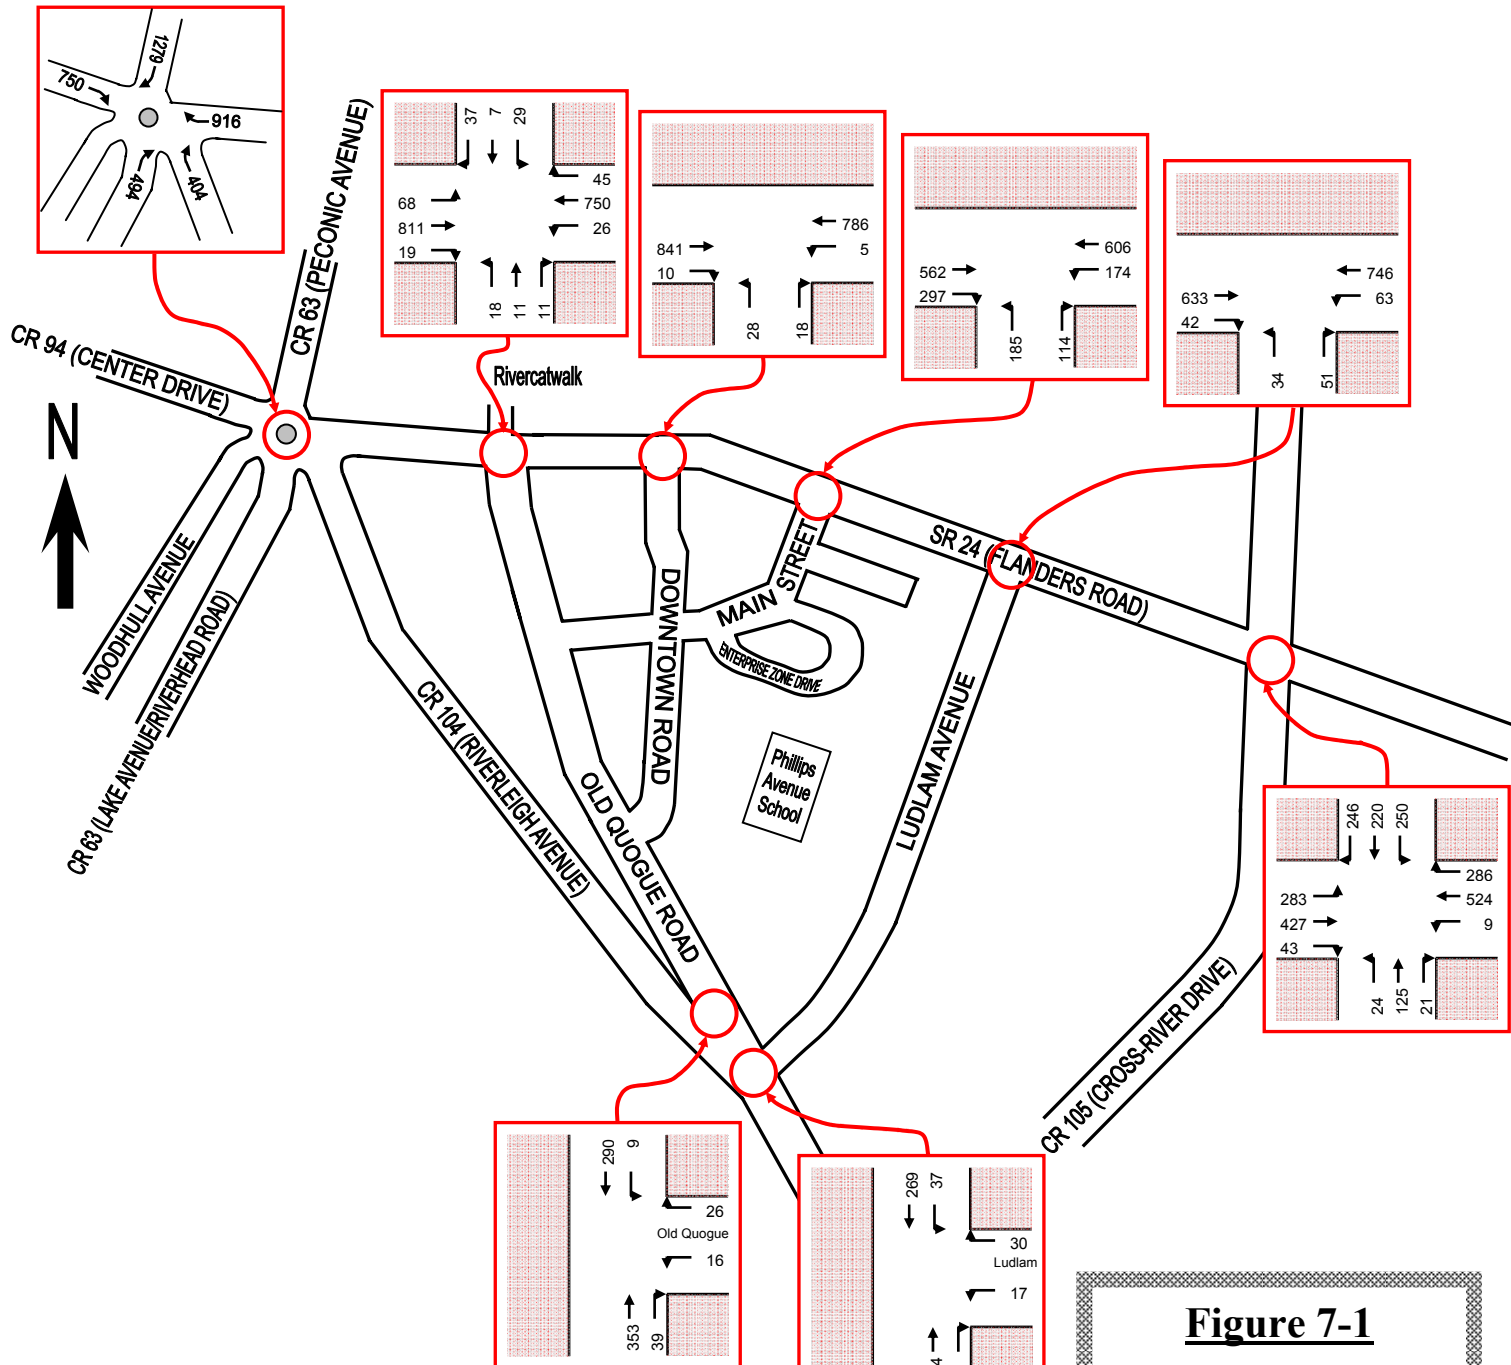 1279
750
916
494
404
37 7 29
68
811
19
45
750
26
18 11 11
841
10
786
5
28 18
562
297
606
174
185 114
633
42
746
63
34 51
CR 63 (PECONIC AVENUE)
CR 94 (CENTER DRIVE)
Rivercatwalk
N
SR 24 (FLANDERS ROAD)
MAIN STREET
DOWNTOWN ROAD
ENTERPRISE ZONE DRIVE
WOODHULL AVENUE
CR 63 (LAKE AVENUE/RIVERHEAD ROAD)
CR 104 (RIVERLEIGH AVENUE)
OLD QUOGUE ROAD
Phillips
Avenue
School
LUDLAM AVENUE
CR 105 (CROSS-RIVER DRIVE)
246 220 250
283
427
43
286
524
9
24 125 21
290 9
26
Old Quogue
16
353 39
269 37
30
Ludlam
17
4
Figure 7-1